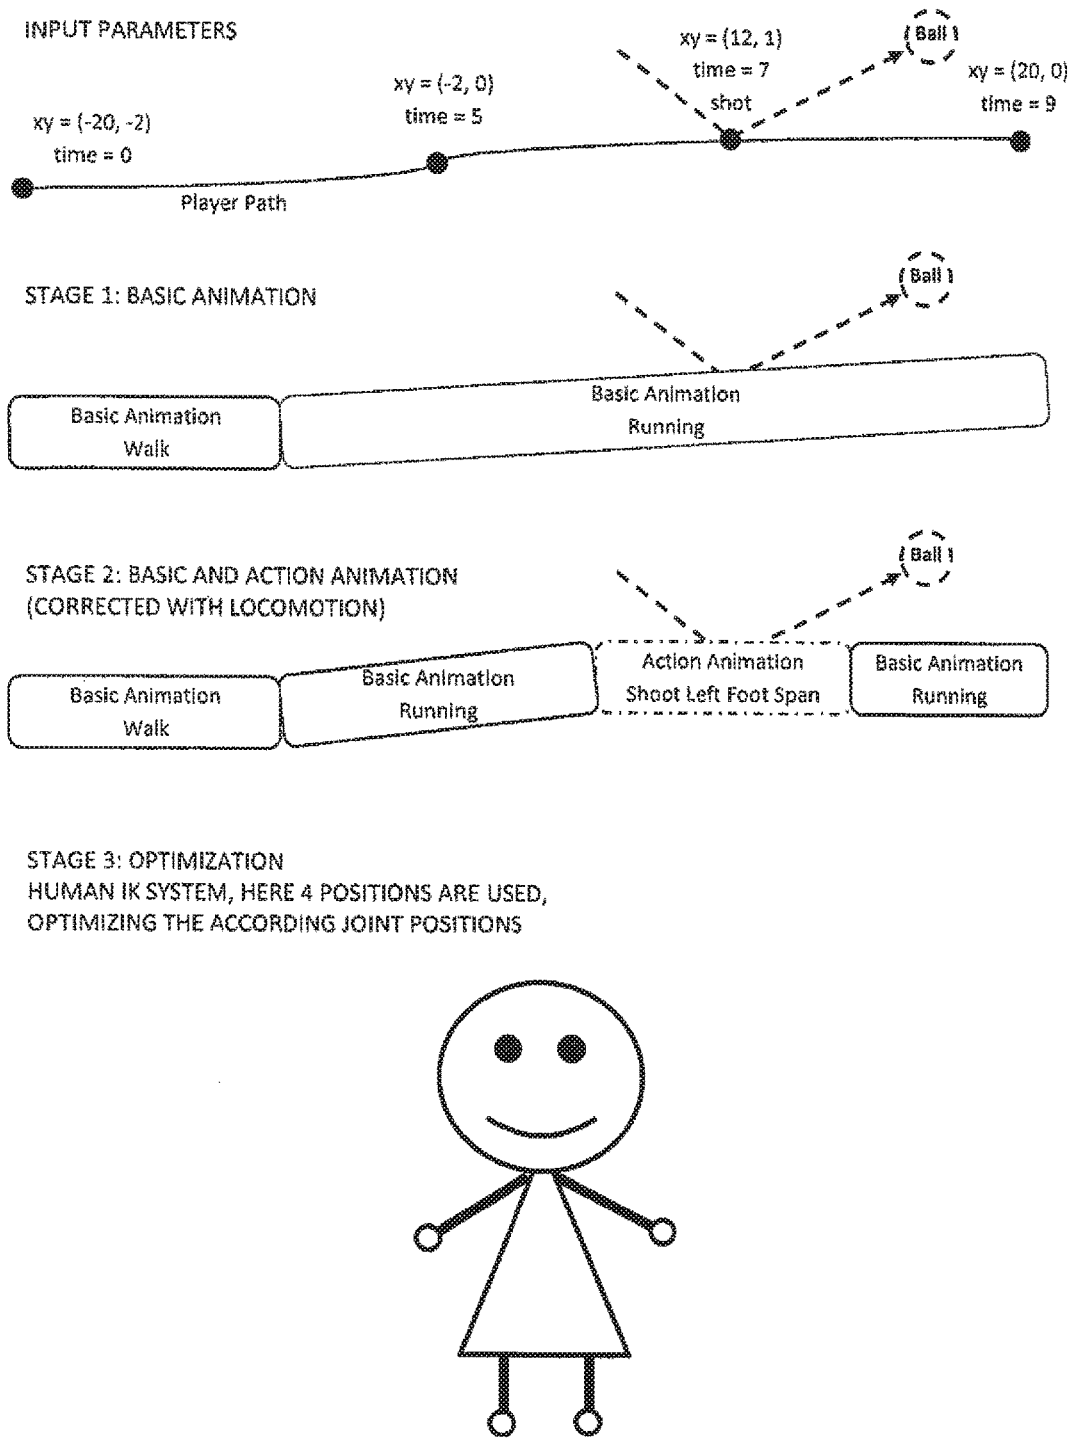 INPUT PARAMETERS
Ball
xy = (12, 1)
time = 7
shot
xy = (-2, 0)
time = 5
xy = (20, 0)
time = 9
xy = (-20, -2)
time = 0
Player Path
STAGE 1: BASIC ANIMATION
Ball
Basic Animation
Walk
Basic Animation
Running
STAGE 2: BASIC AND ACTION ANIMATION
(CORRECTED WITH LOCOMOTION)
Ball
Basic Animation
Walk
Basic Animation
Running
Action Animation
Shoot Left Foot Span
Basic Animation
Running
STAGE 3: OPTIMIZATION
HUMAN IK SYSTEM, HERE 4 POSITIONS ARE USED,
OPTIMIZING THE ACCORDING JOINT POSITIONS